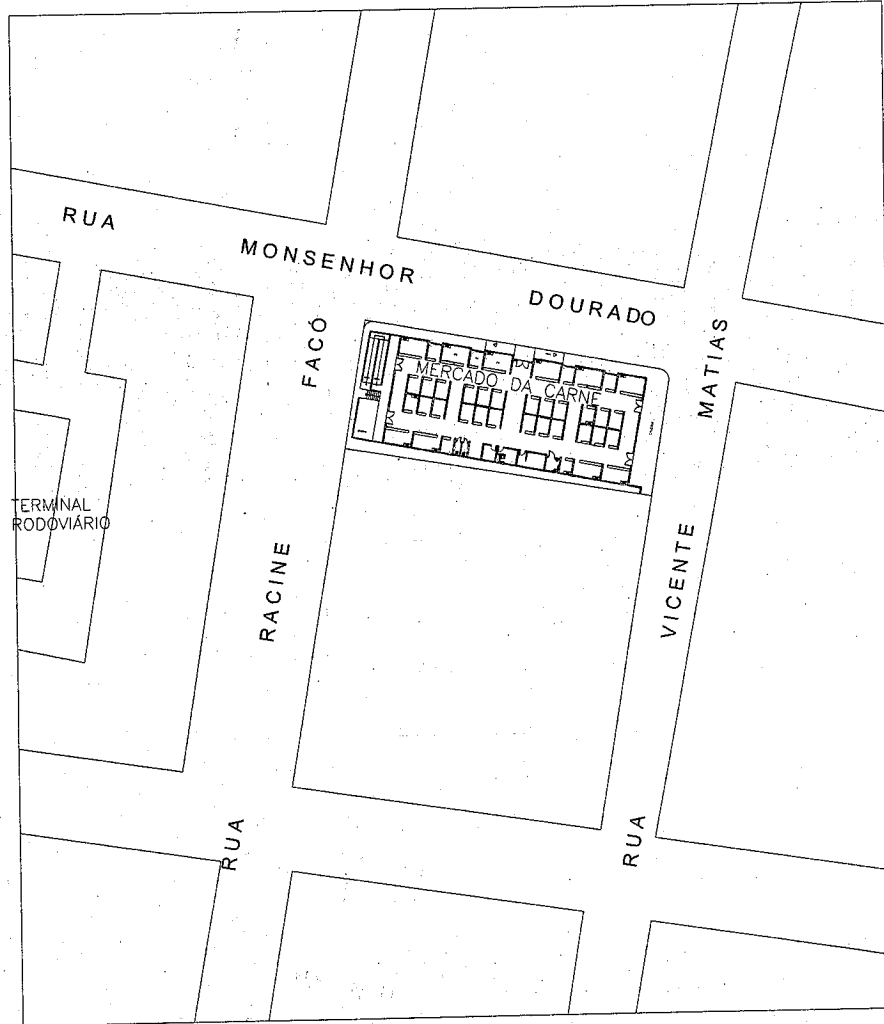 RUA MONSENHOR DOURADO
RUA RACINE FACÓ
RUA VICENTE MATIAS
MERCADO DA CARNE
TERMINAL
RODOVIÁRIO